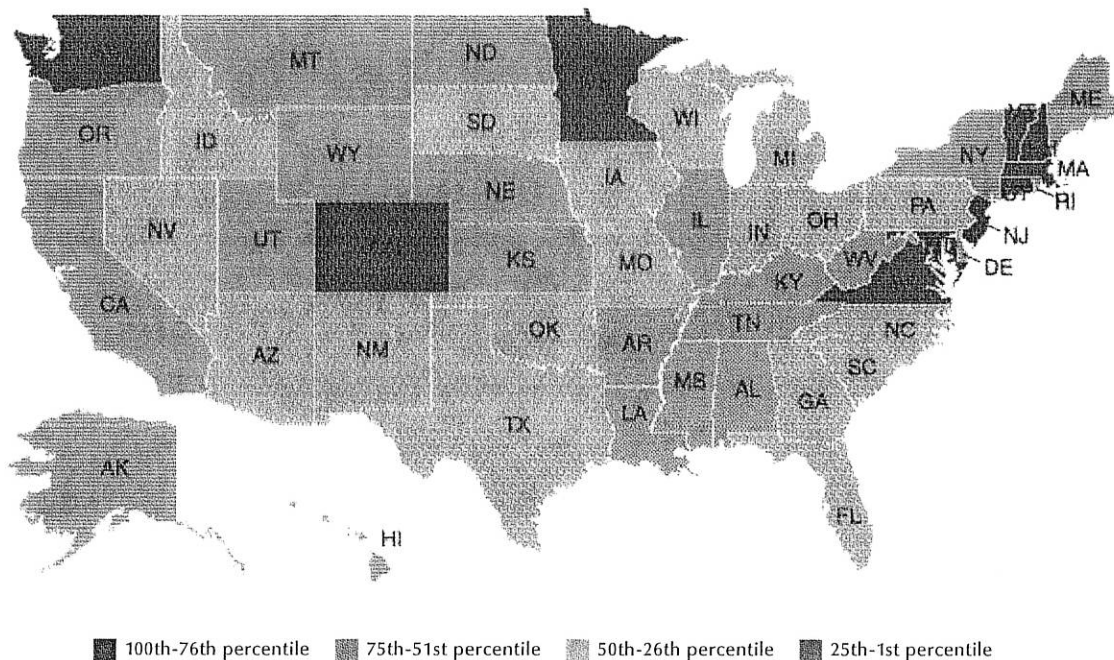 MT
ND
ME
OR
ID
SD
WI
WY
MI
NY
MA
NE
IA
RI
NV
UT
IL
IN
OH
PA
NJ
KS
MO
WV
DE
CA
KY
OK
TN
NC
AZ
NM
AR
SC
MS
AL
GA
LA
TX
AK
FL
HI
100th-76th percentile 75th-51st percentile 50th-26th percentile 25th-1st percentile